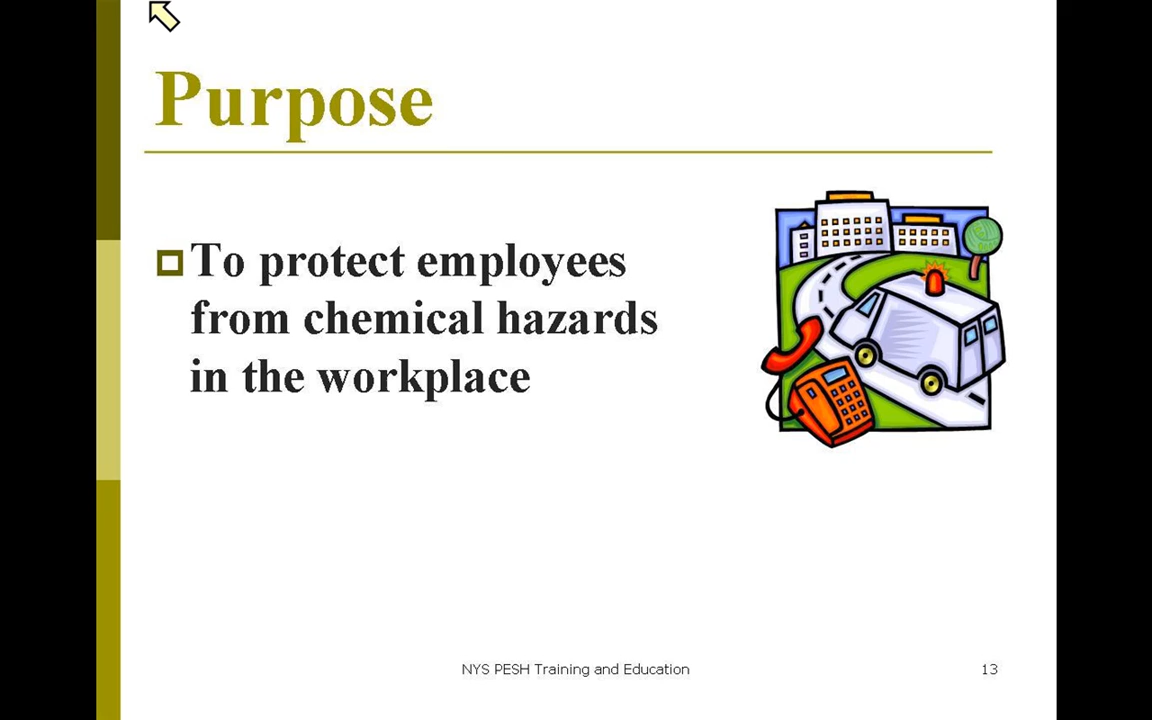 Purpose
To protect employees
from chemical hazards
in the workplace
NYS PESH Training and Education
13